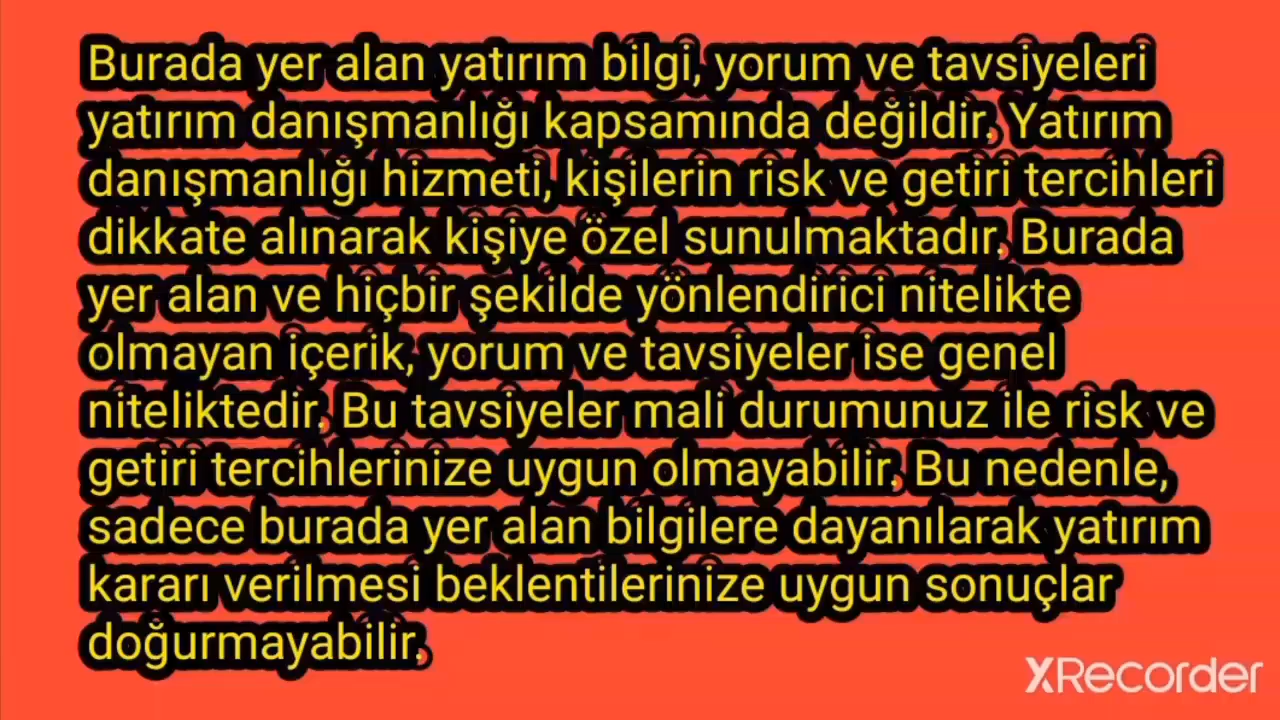 Burada yer alan yatırım bilgi, yorum ve tavsiyeleri
yatırım danışmanlığı kapsamında değildir. Yatırım
danışmanlığı hizmeti, kişilerin risk ve getiri tercihleri
dikkate alınarak kişiye özel sunulmaktadır. Burada
yer alan ve hiçbir şekilde yönlendirici nitelikte
olmayan içerik, yorum ve tavsiyeler ise genel
niteliktedir. Bu tavsiyeler mali durumunuz ile risk ve
getiri tercihlerinize uygun olmayabilir. Bu nedenle,
sadece burada yer alan bilgilere dayanılarak yatırım
kararı verilmesi beklentilerinize uygun sonuçlar
doğurmayabilir.
XRecorder